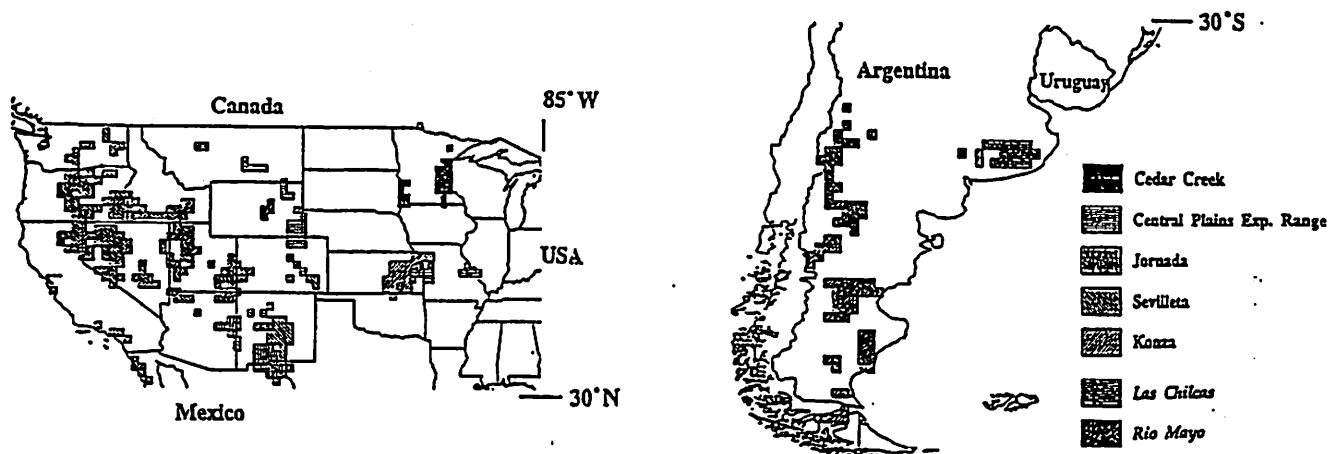 Canada
85°W
USA
Mexico
30°N
30°S
Argentina
Uruguay
Cedar Creek
Central Plains Exp. Range
Jornada
Sevilleta
Konza
Las Chilcas
Rio Mayo